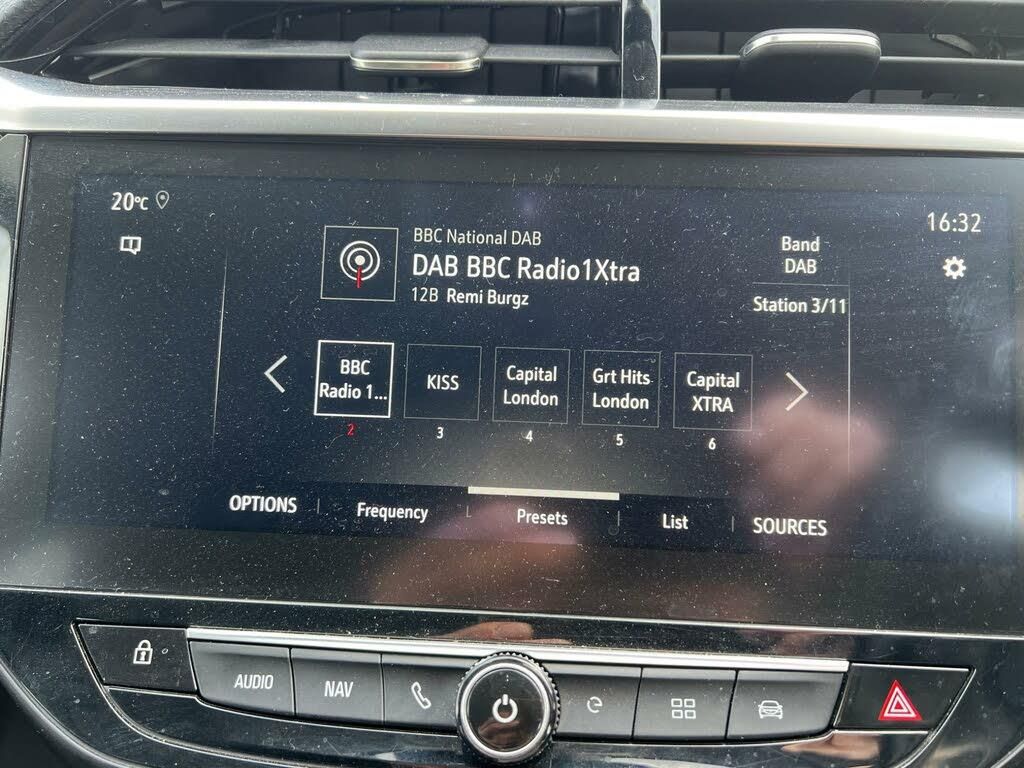 20°C
16:32
BBC National DAB
DAB BBC Radio1Xtra
12B Remi Burgz
Band
DAB
Station 3/11
BBC
Radio 1...
KISS
Capital
London
Grt Hits
London
Capital
XTRA
2
3
4
5
6
OPTIONS
Frequency
Presets
List
SOURCES
AUDIO
NAV